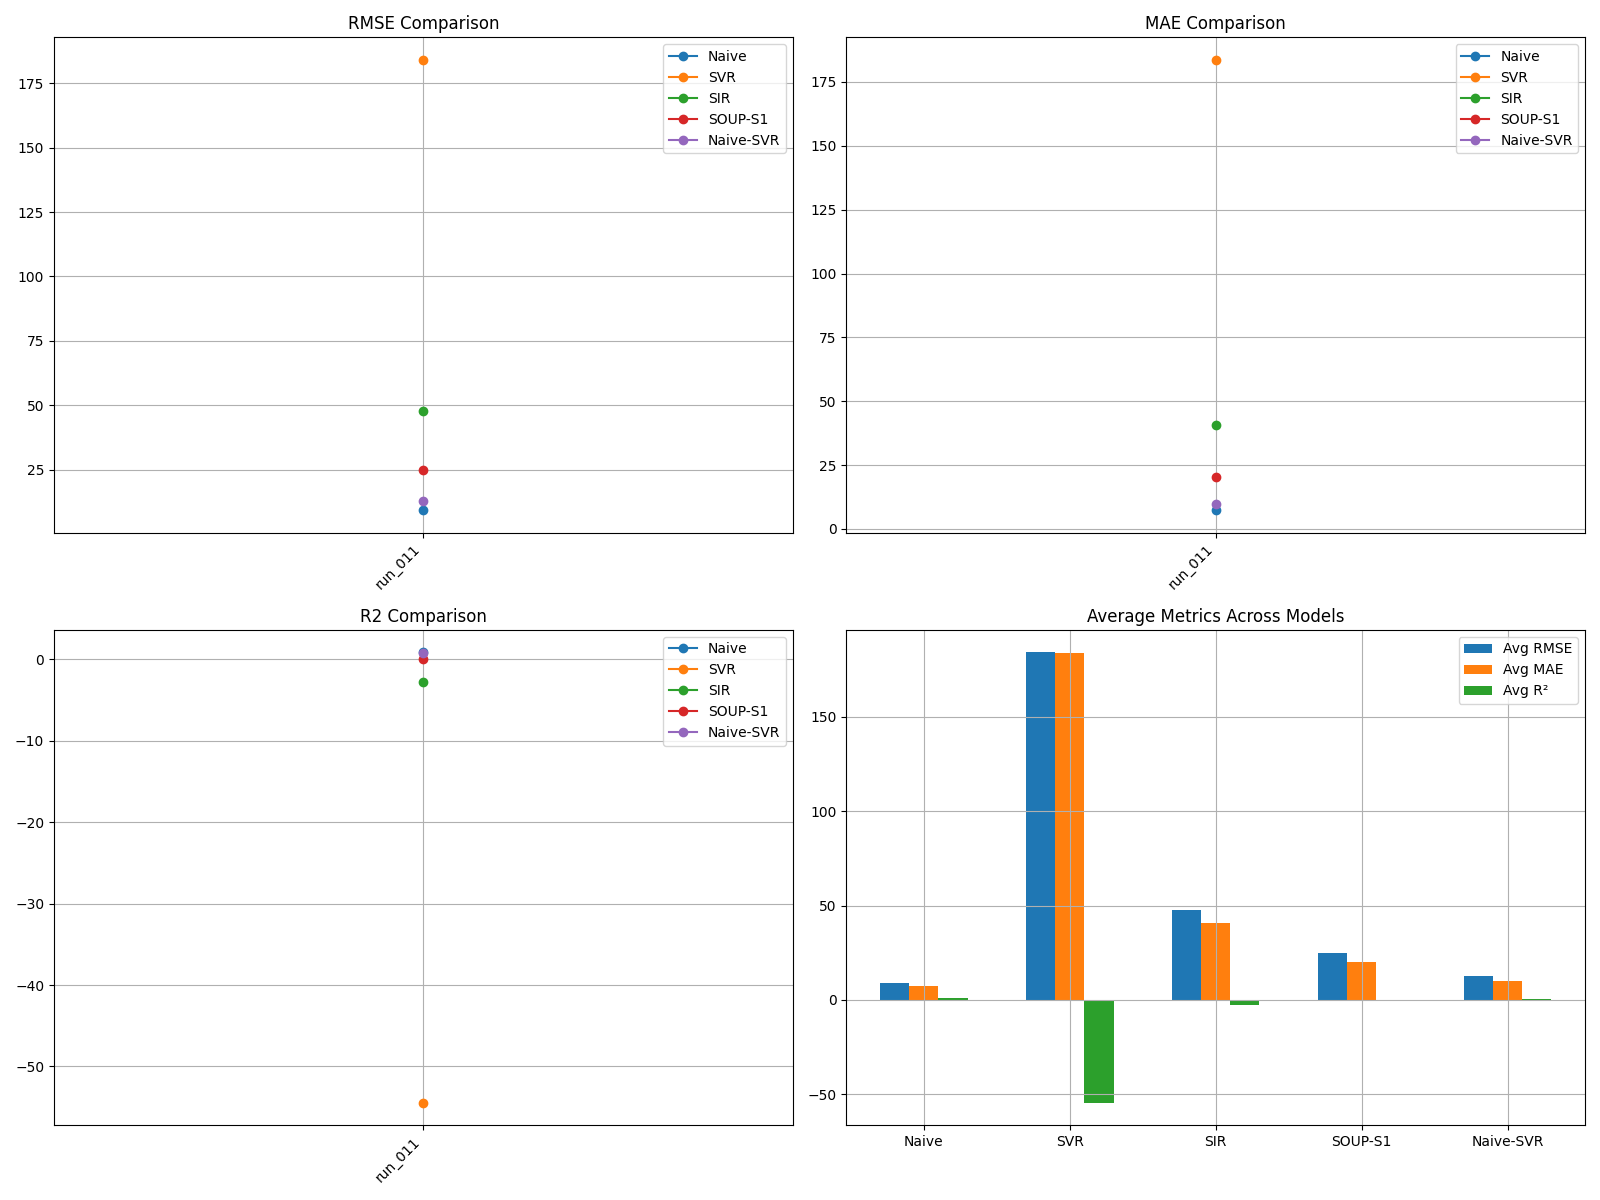 RMSE Comparison
175
150
125
100
75
50
25
run_011
Naive
SVR
SIR
SOUP-S1
Naive-SVR
MAE Comparison
175
150
125
100
75
50
25
0
run_011
Naive
SVR
SIR
SOUP-S1
Naive-SVR
R2 Comparison
0
−10
−20
−30
−40
−50
run_011
Naive
SVR
SIR
SOUP-S1
Naive-SVR
Average Metrics Across Models
150
100
50
0
−50
Naive
SVR
SIR
SOUP-S1
Naive-SVR
Avg RMSE
Avg MAE
Avg R²